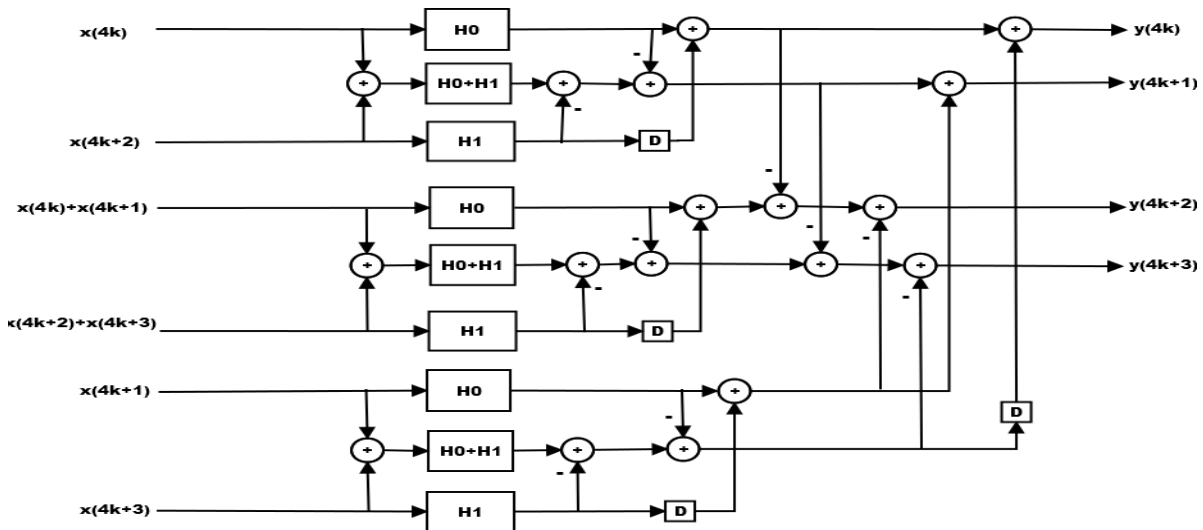 x(4k)
H0
+
y(4k)
-
+
H0+H1
+
+
+
y(4k+1)
-
x(4k+2)
H1
D
-
x(4k)+x(4k+1)
H0
+
+
+
y(4k+2)
-
-
-
+
H0+H1
+
+
+
+
y(4k+3)
-
-
x(4k+2)+x(4k+3)
H1
D
x(4k+1)
H0
+
D
-
+
H0+H1
+
+
-
x(4k+3)
H1
D